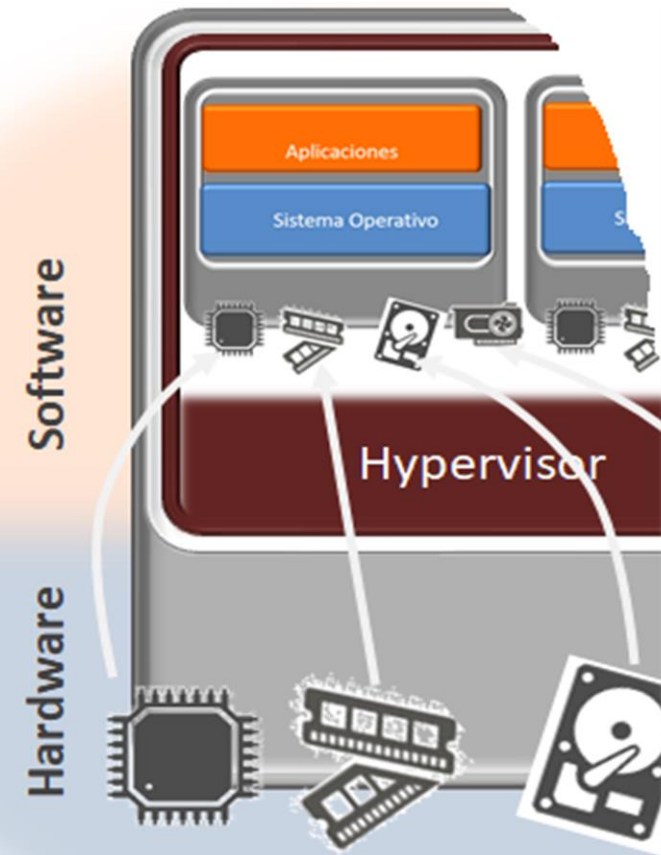 Aplicaciones
Sistema Operativo
Software
Hypervisor
Hardware